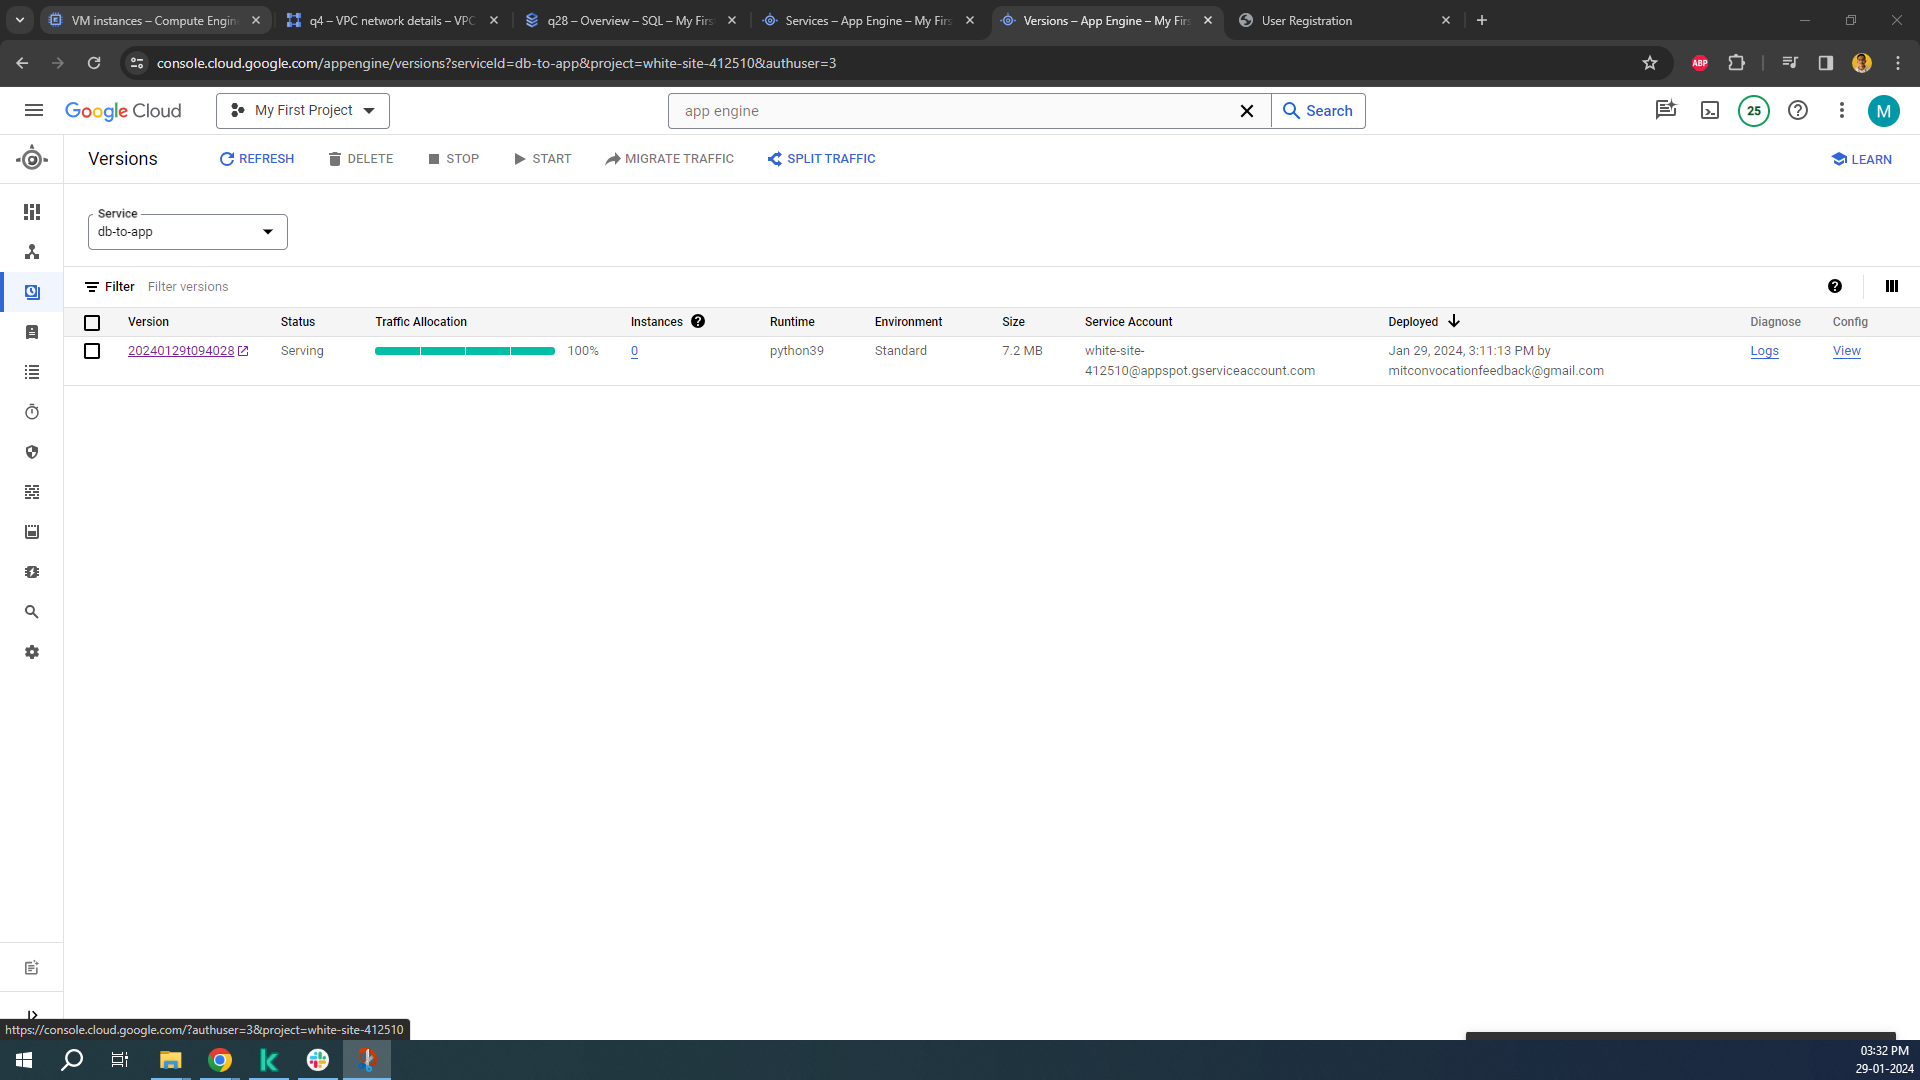 VM instances – Compute Engin
q4 – VPC network details – VPC
q28 – Overview – SQL – My Firs
Services – App Engine – My Firs
Versions – App Engine – My Firs
User Registration
console.cloud.google.com/appengine/versions?serviceId=db-to-app&project=white-site-412510&authuser=3
ABP
Google Cloud
My First Project
app engine
Search
25
M
Versions
REFRESH
DELETE
STOP
START
MIGRATE TRAFFIC
SPLIT TRAFFIC
LEARN
Service
db-to-app
Filter Filter versions
Version Status Traffic Allocation Instances Runtime Environment Size Service Account Deployed Diagnose Config
20240129t094028 Serving 100% 0 python39 Standard 7.2 MB white-site- Jan 29, 2024, 3:11:13 PM by Logs View
412510@appspot.gserviceaccount.com mitconvocationfeedback@gmail.com
https://console.cloud.google.com/?authuser=3&project=white-site-412510
03:32 PM
29-01-2024